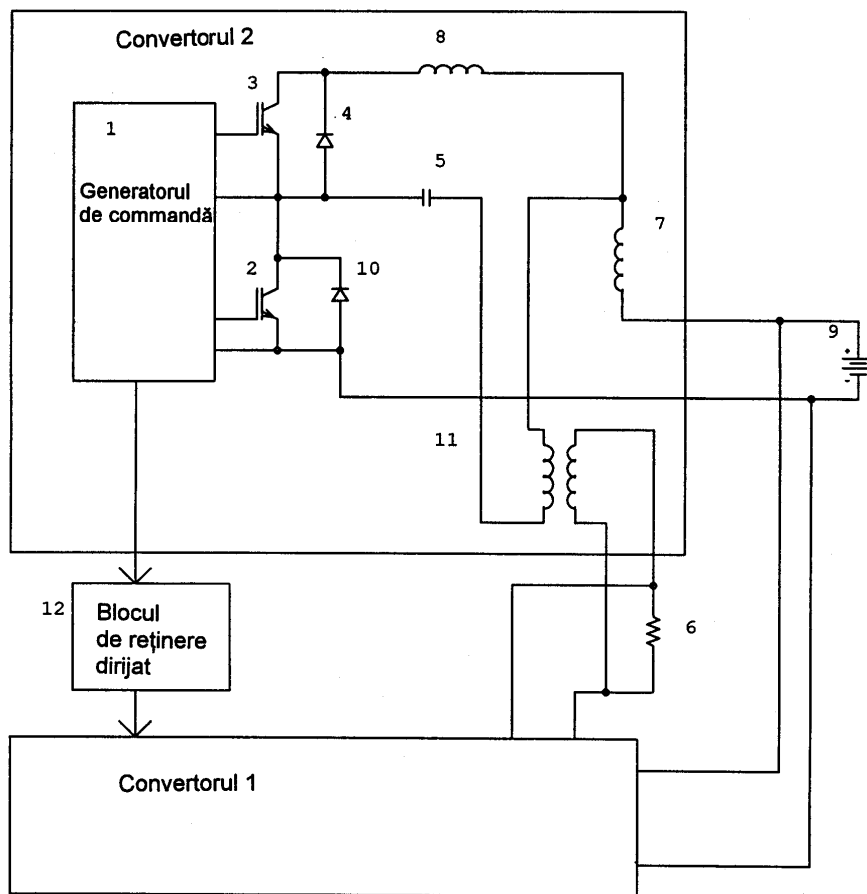 Convertorul 2
8
3
1
4
5
Generatorul
de commandă
7
2
10
9
+
-
11
12
Blocul
de reținere
dirijat
6
Convertorul 1